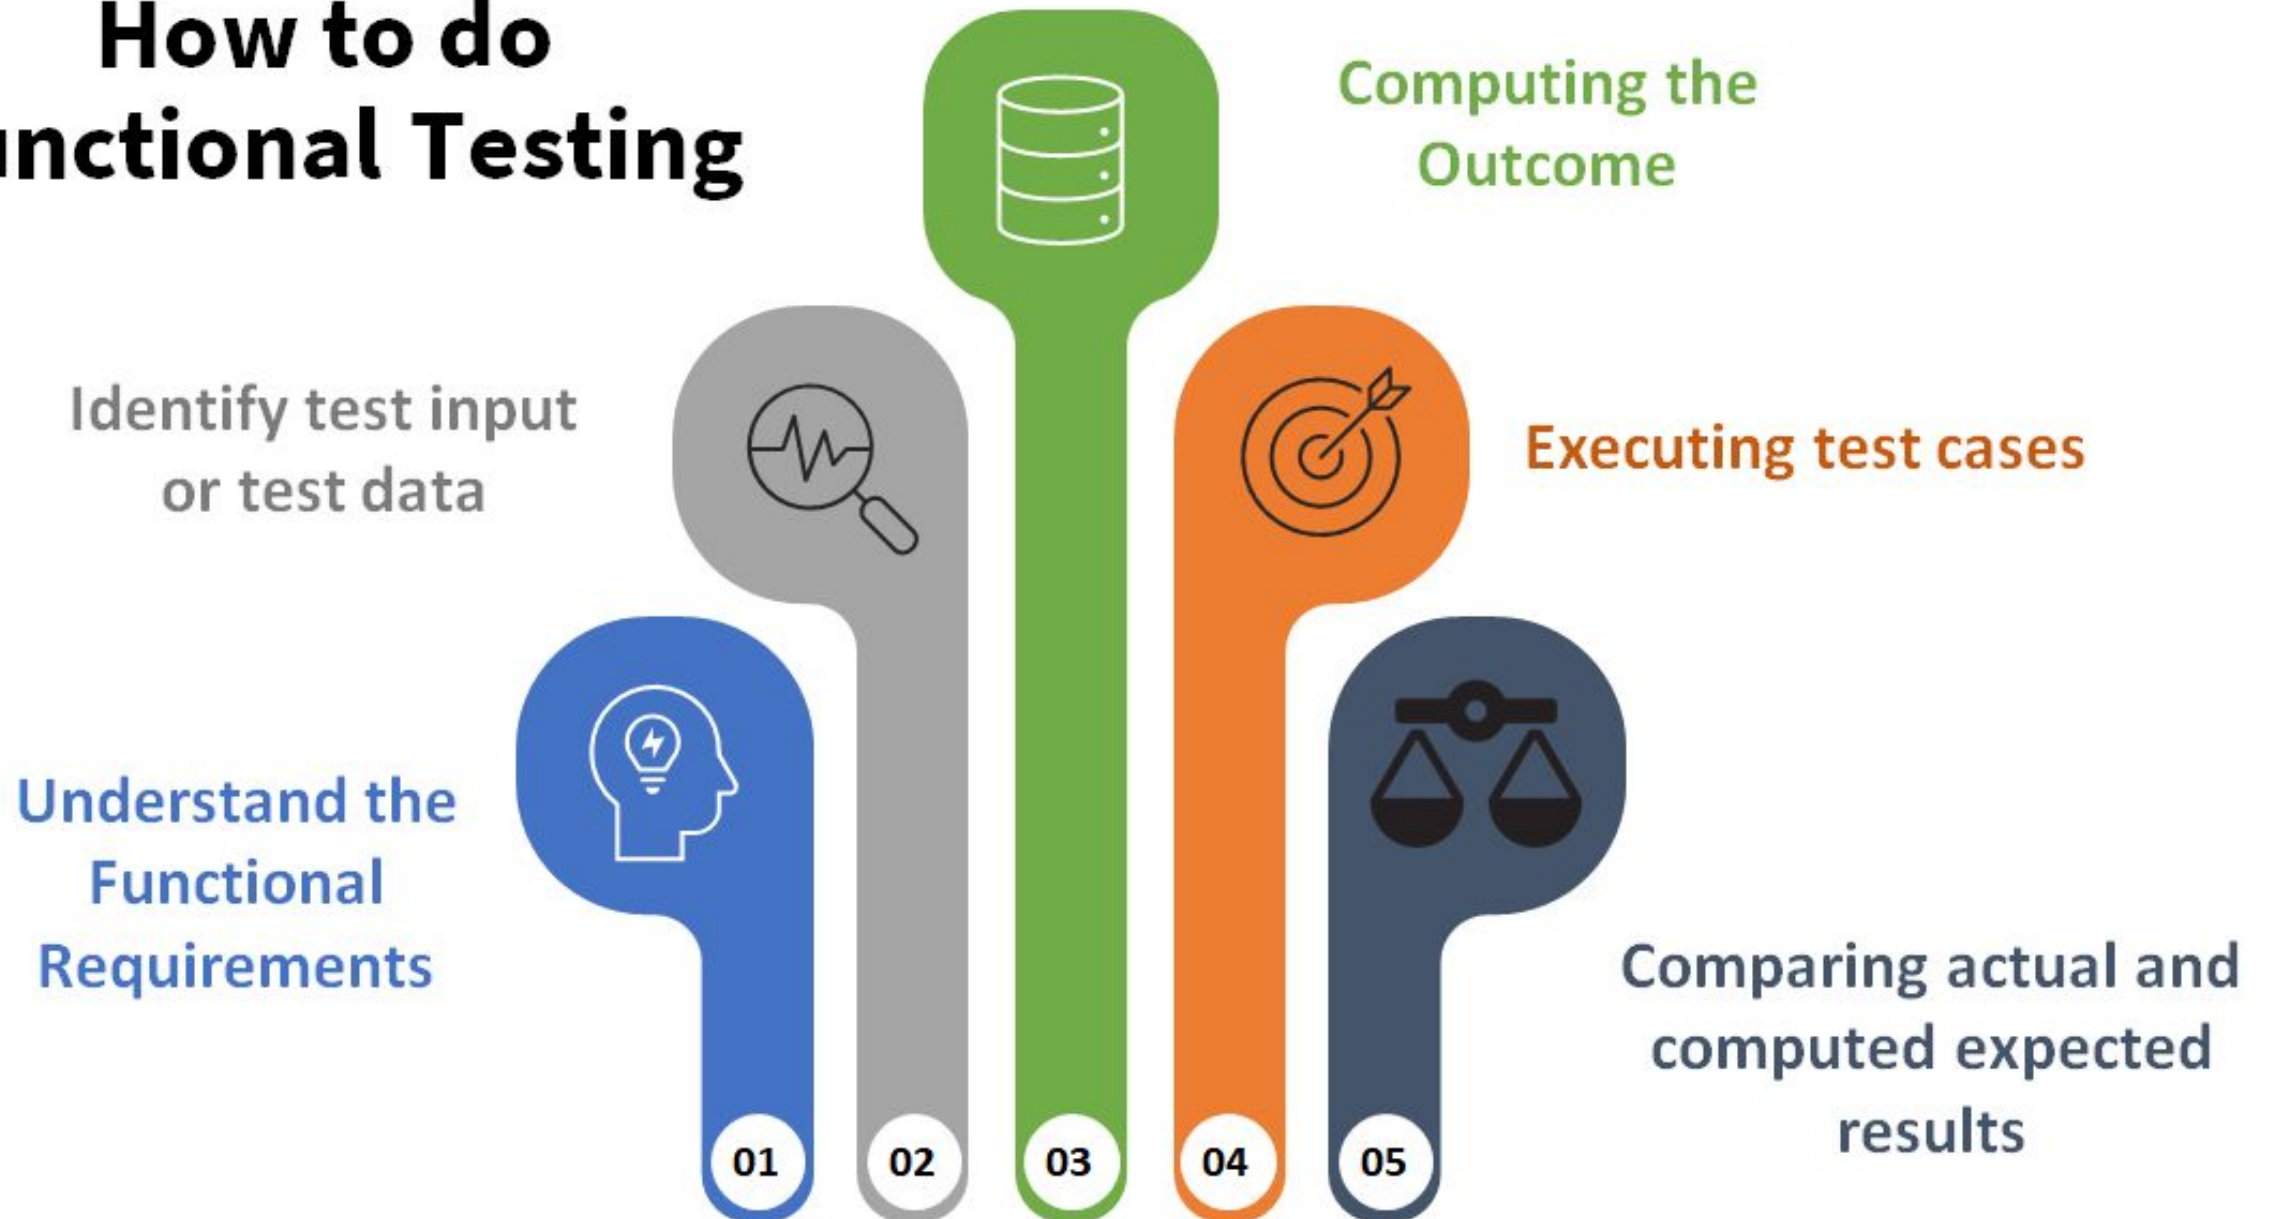 How to do
unctional Testing
Computing the
Outcome
Identify test input
or test data
Executing test cases
Understand the
Functional
Requirements
Comparing actual and
computed expected
results
01
02
03
04
05